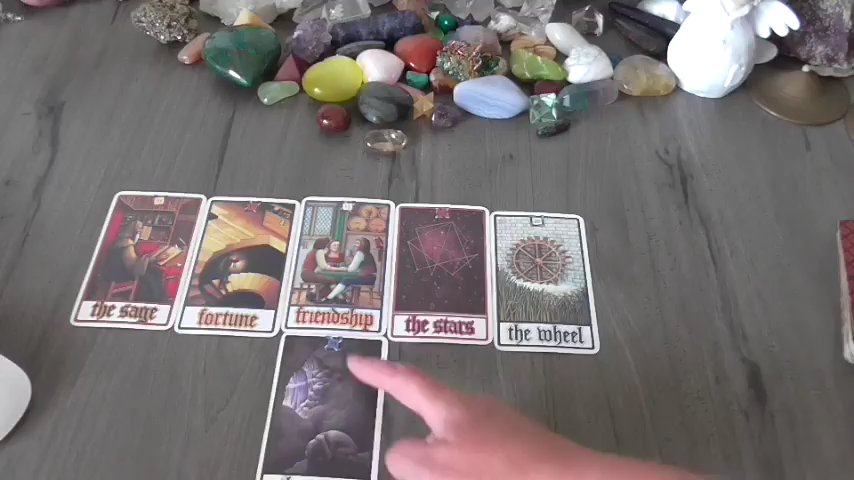 the sage
fortune
friendship
the stars
the wheel